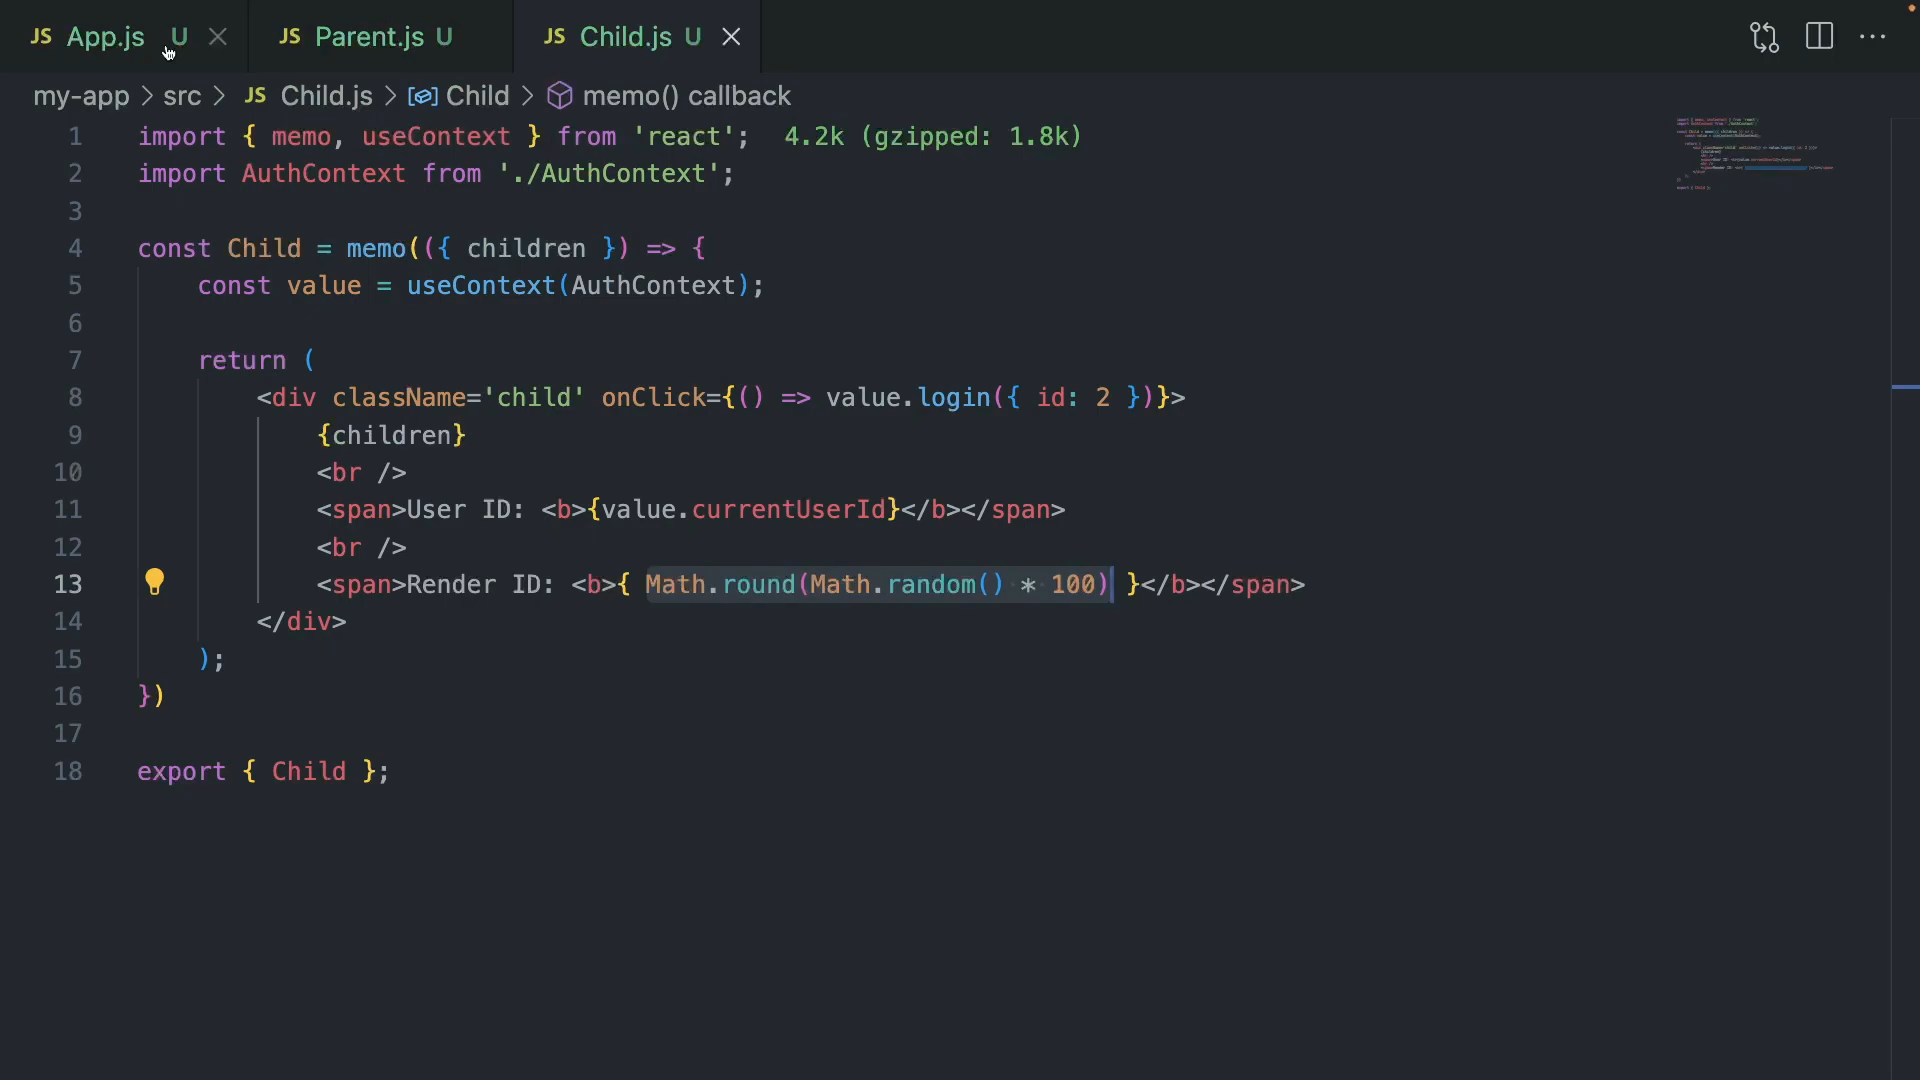 JS App.js U JS Parent.js U JS Child.js U
my-app > src > JS Child.js > Child > memo() callback
1 import { memo, useContext } from 'react'; 4.2k (gzipped: 1.8k)
2 import AuthContext from './AuthContext';
3
4 const Child = memo(({ children }) => {
5 const value = useContext(AuthContext);
6
7 return (
8 <div className='child' onClick={() => value.login({ id: 2 })}>
9 {children}
10 <br />
11 <span>User ID: <b>{value.currentUserId}</b></span>
12 <br />
13 <span>Render ID: <b>{ Math.round(Math.random() * 100) }</b></span>
14 </div>
15 );
16 })
17
18 export { Child };